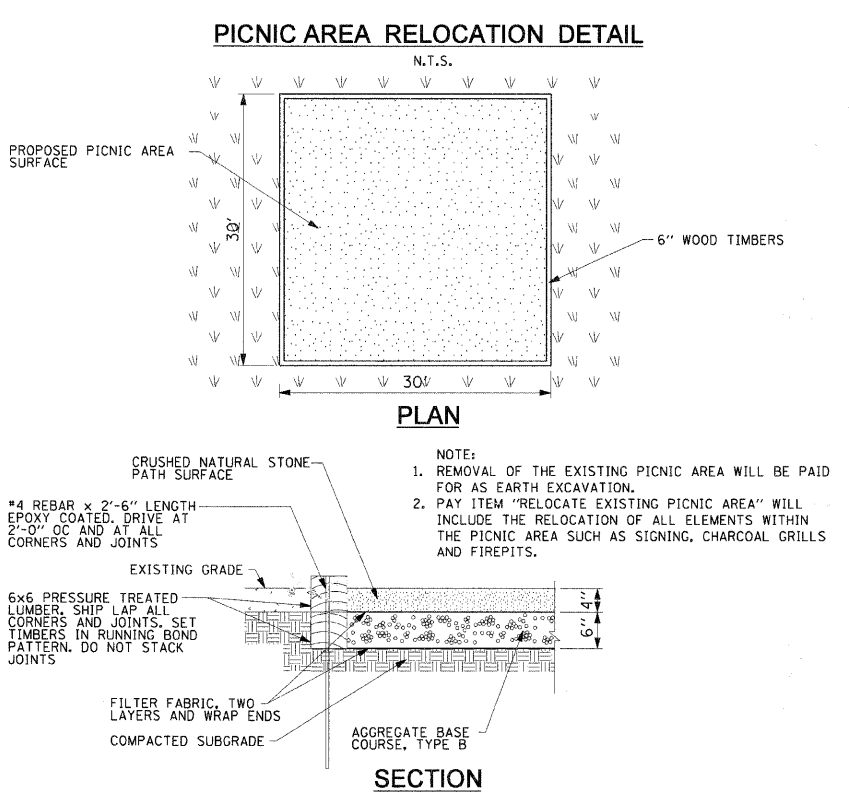 PICNIC AREA RELOCATION DETAIL
N.T.S.
PROPOSED PICNIC AREA
SURFACE
30'
6" WOOD TIMBERS
30'
PLAN
CRUSHED NATURAL STONE
PATH SURFACE
#4 REBAR x 2'-6" LENGTH
EPOXY COATED. DRIVE AT
2'-0" OC AND AT ALL
CORNERS AND JOINTS
EXISTING GRADE
6x6 PRESSURE TREATED
LUMBER. SHIP LAP ALL
CORNERS AND JOINTS. SET
TIMBERS IN RUNNING BOND
PATTERN. DO NOT STACK
JOINTS
FILTER FABRIC, TWO
LAYERS AND WRAP ENDS
COMPACTED SUBGRADE
AGGREGATE BASE
COURSE, TYPE B
4"
6"
NOTE:
1. REMOVAL OF THE EXISTING PICNIC AREA WILL BE PAID
FOR AS EARTH EXCAVATION.
2. PAY ITEM "RELOCATE EXISTING PICNIC AREA" WILL
INCLUDE THE RELOCATION OF ALL ELEMENTS WITHIN
THE PICNIC AREA SUCH AS SIGNING, CHARCOAL GRILLS
AND FIREPITS.
SECTION